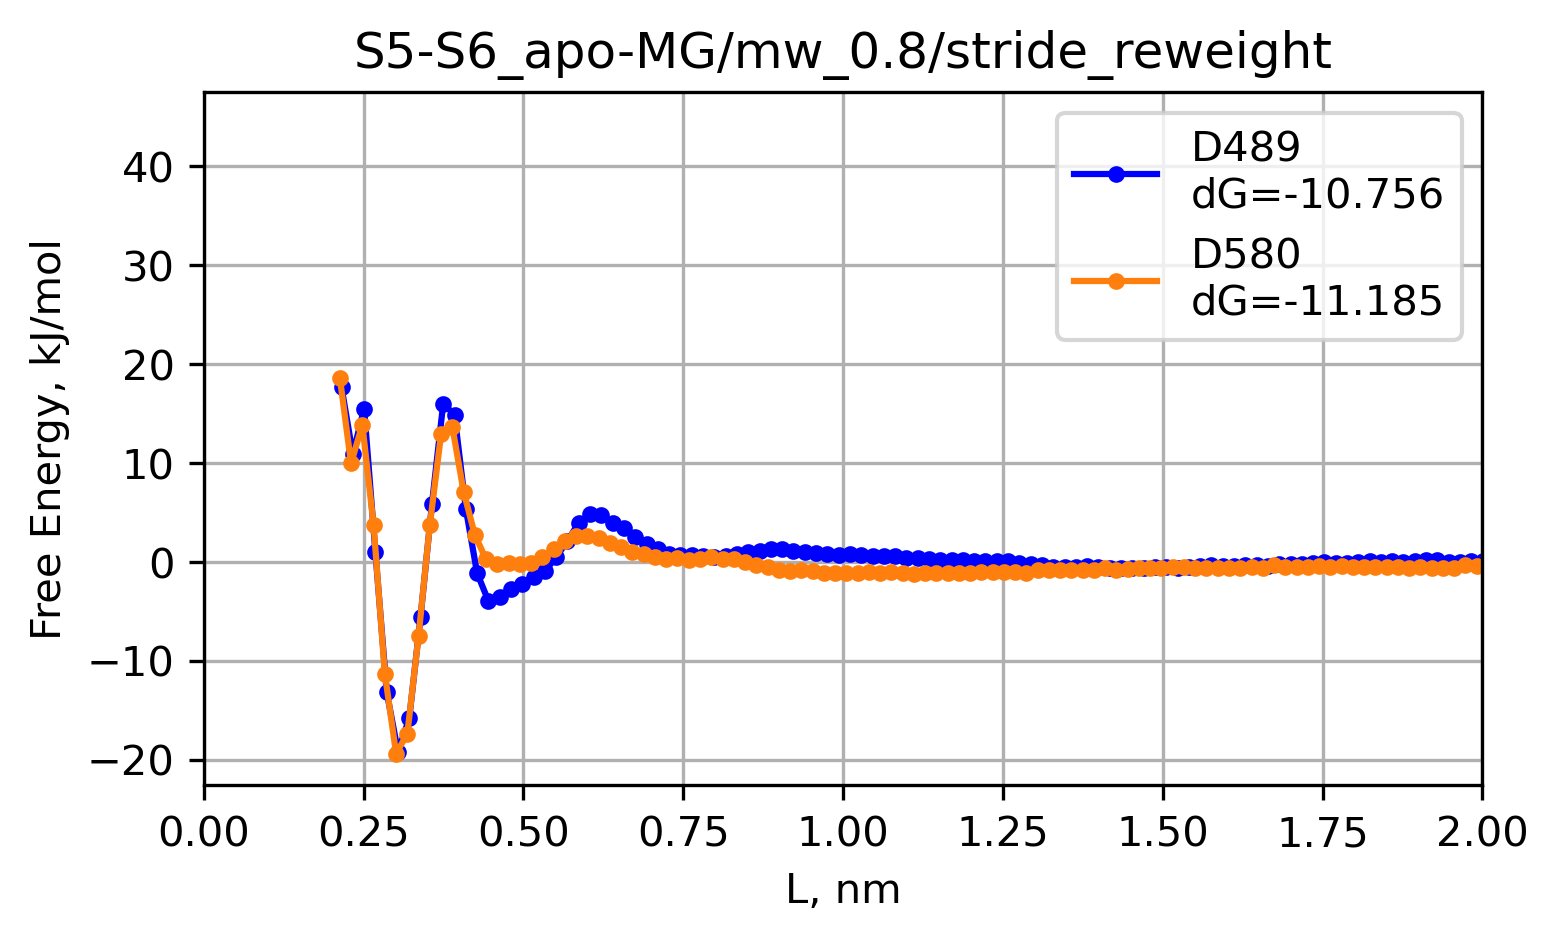 S5-S6_apo-MG/mw_0.8/stride_reweight
D489
dG=-10.756
D580
dG=-11.185
Free Energy, kJ/mol
40
30
20
10
0
−10
−20
0.00 0.25 0.50 0.75 1.00 1.25 1.50 1.75 2.00
L, nm